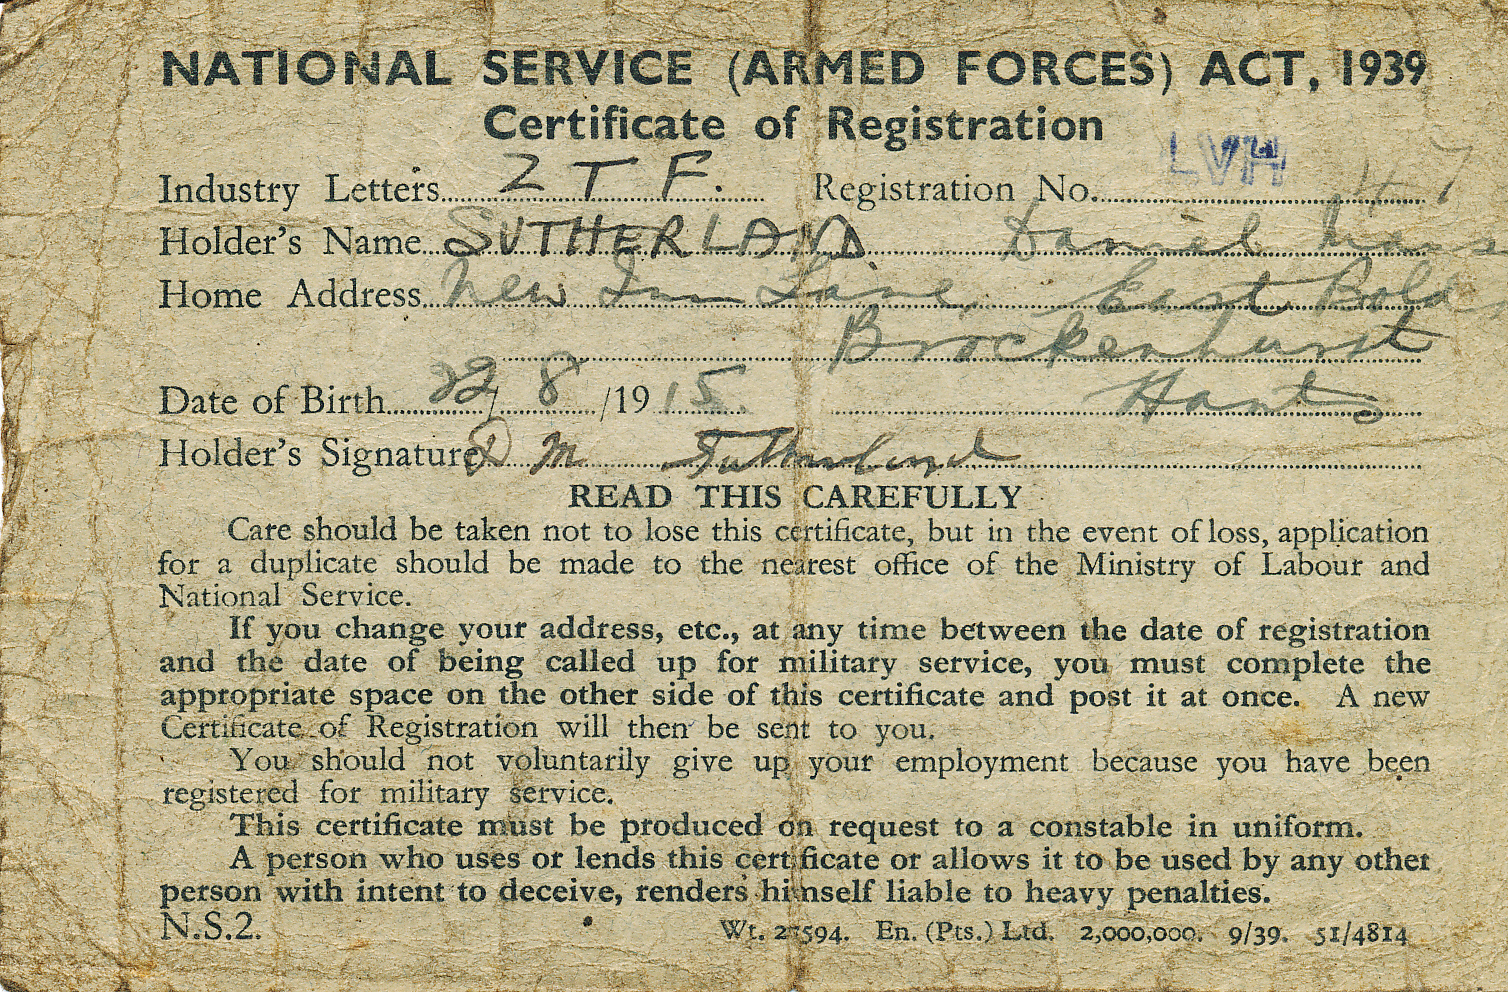 NATIONAL SERVICE (ARMED FORCES) ACT, 1939
Certificate of Registration
Industry Letters Z T F. Registration No. LVH 47
Holder's Name SUTHERLAND. Daniel
Home Address New Inn Lane, East
Brockenhurst
Date of Birth 22/8/1915 Hants
Holder's Signature D M Sutherland
READ THIS CAREFULLY
Care should be taken not to lose this certificate, but in the event of loss, application
for a duplicate should be made to the nearest office of the Ministry of Labour and
National Service.
If you change your address, etc., at any time between the date of registration
and the date of being called up for military service, you must complete the
appropriate space on the other side of this certificate and post it at once. A new
Certificate of Registration will then be sent to you.
You should not voluntarily give up your employment because you have been
registered for military service.
This certificate must be produced on request to a constable in uniform.
A person who uses or lends this certificate or allows it to be used by any other
person with intent to deceive, renders himself liable to heavy penalties.
N.S.2. Wt. 27594. En. (Pts.) Ltd. 2,000,000. 9/39. 51/4814